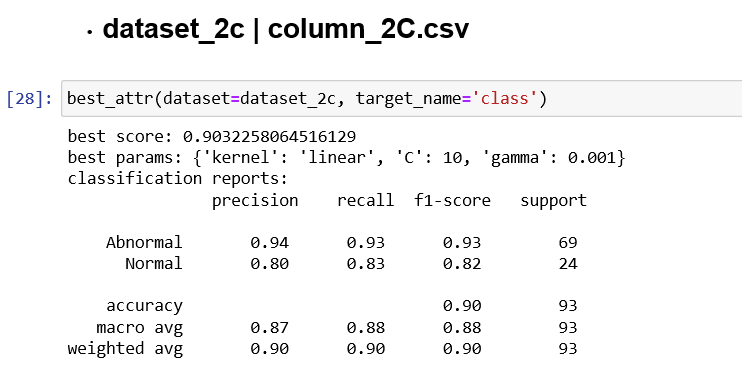 • dataset_2c | column_2C.csv
[28]: best_attr(dataset=dataset_2c, target_name='class')
best score: 0.9032258064516129
best params: {'kernel': 'linear', 'C': 10, 'gamma': 0.001}
classification reports:
precision recall f1-score support
Abnormal 0.94 0.93 0.93 69
Normal 0.80 0.83 0.82 24
accuracy 0.90 93
macro avg 0.87 0.88 0.88 93
weighted avg 0.90 0.90 0.90 93